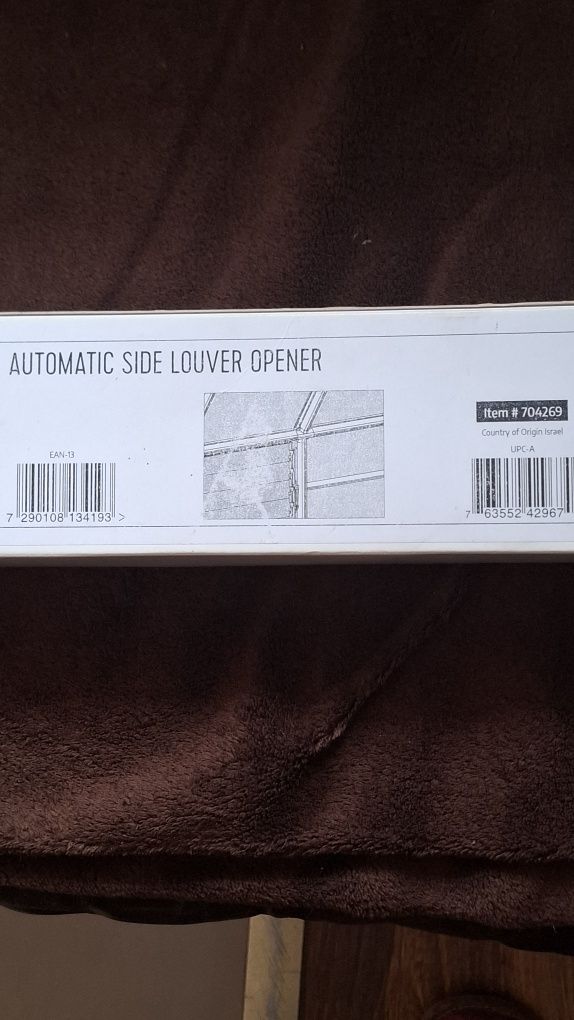 AUTOMATIC SIDE LOUVER OPENER
Item # 704269
Country of Origin Israel
EAN-13
UPC-A
7 290108 134193 >
7 63552 42967